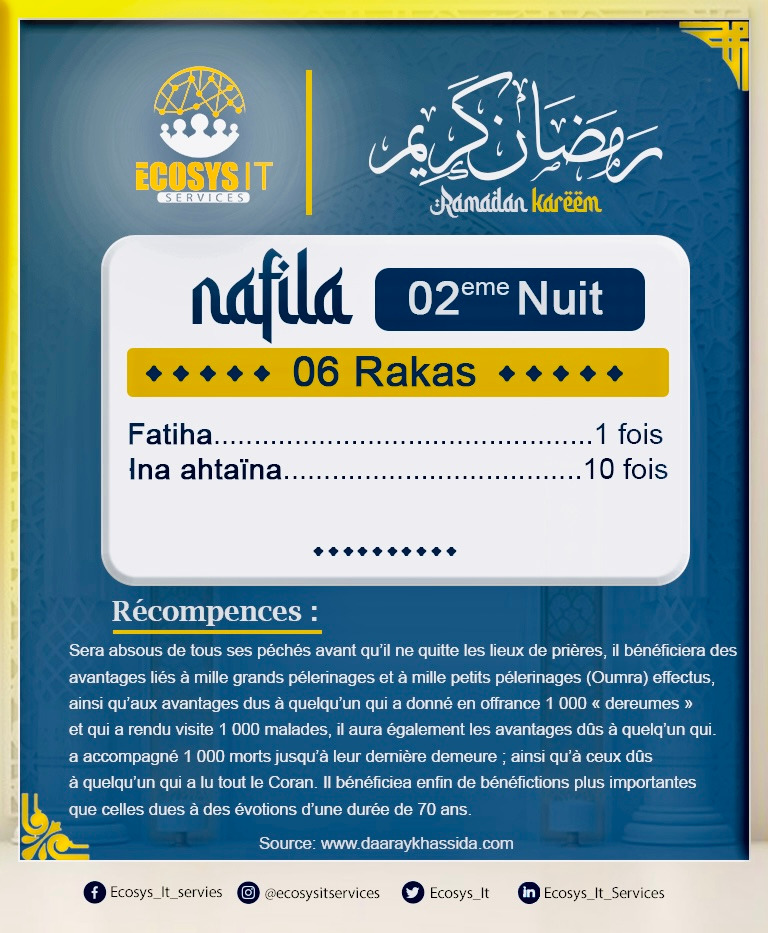 ECOSYS IT
SERVICES
رمضان كريم
Ramadan karëëm
nafila
02eme Nuit
06 Rakas
Fatiha...............................................1 fois
Ina ahtaïna.....................................10 fois
Récompences :
Sera absous de tous ses péchés avant qu'il ne quitte les lieux de prières, il bénéficiera des
avantages liés à mille grands pélerinages et à mille petits pélerinages (Oumra) effectus,
ainsi qu'aux avantages dus à quelqu'un qui a donné en offrance 1 000 « dereumes »
et qui a rendu visite 1 000 malades, il aura également les avantages dûs à quelq'un qui.
a accompagné 1 000 morts jusqu'à leur dernière demeure ; ainsi qu'à ceux dûs
à quelqu'un qui a lu tout le Coran. Il bénéficiea enfin de bénéfictions plus importantes
que celles dues à des évotions d'une durée de 70 ans.
Source: www.daaraykhassida.com
Ecosys_It_servies @ecosysitservices Ecosys_It Ecosys_It_Services